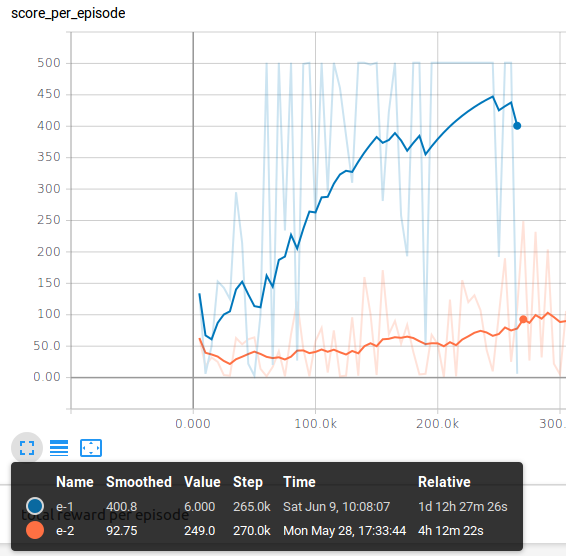 score_per_episode
500
450
400
350
300
250
200
150
100
50.0
0.00
0.000 100.0k 200.0k 300.
Name Smoothed Value Step Time Relative
e-1 400.8 6.000 265.0k Sat Jun 9, 10:08:07 1d 12h 27m 26s
total reward per episode
e-2 92.75 249.0 270.0k Mon May 28, 17:33:44 4h 12m 22s